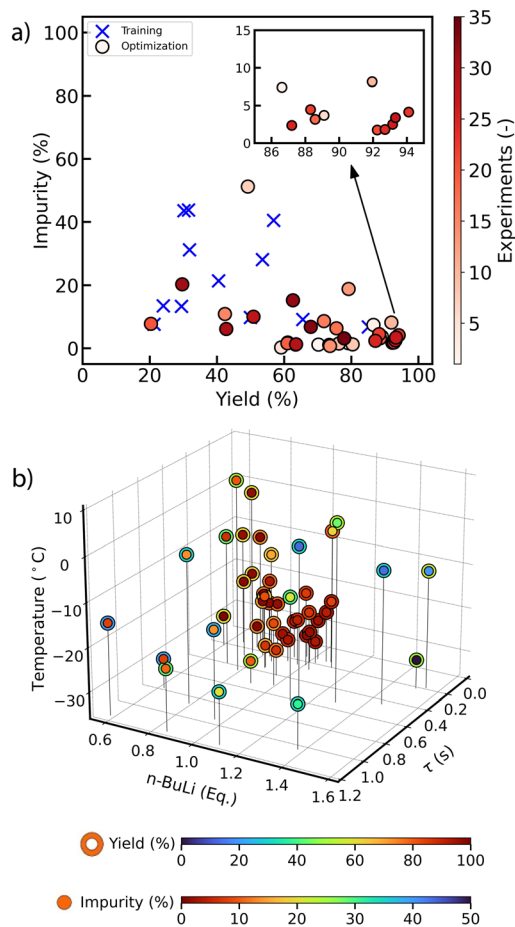 a)
Training
Optimization
100
80
60
40
20
0
Impurity (%)
0 20 40 60 80 100
Yield (%)
15
10
5
0
86 88 90 92 94
35
30
25
20
15
10
5
Experiments (-)
b)
10
0
−10
−20
−30
Temperature (°C)
0.6 0.8 1.0 1.2 1.4 1.6
n-BuLi (Eq.)
0.0
0.2
0.4
0.6
0.8
1.0
1.2
τ (s)
Yield (%)
0 20 40 60 80 100
Impurity (%)
0 10 20 30 40 50